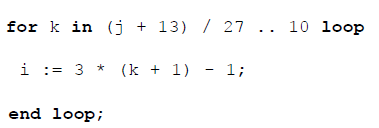 for k in (j + 13) / 27 .. 10 loop
i := 3 * (k + 1) - 1;
end loop;